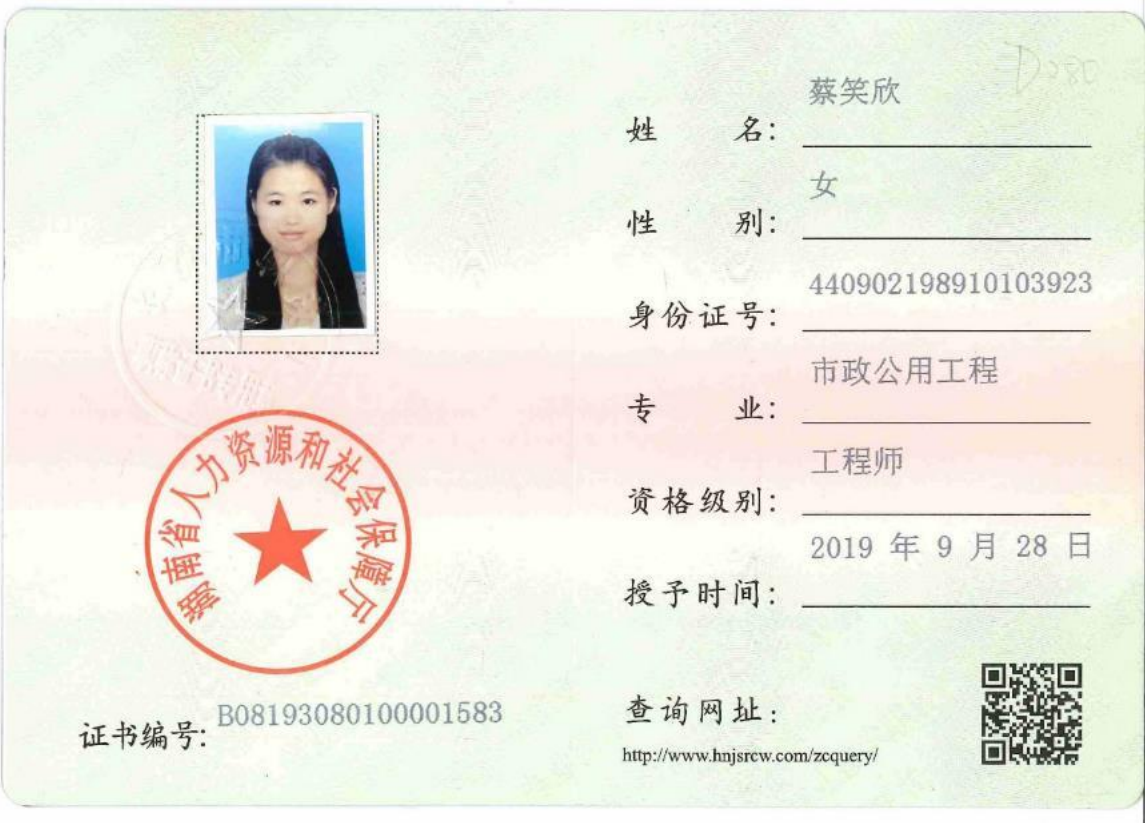 D080
姓 名: 蔡笑欣
性 别: 女
身份证号: 440902198910103923
专 业: 市政公用工程
资格级别: 工程师
授予时间: 2019 年 9 月 28 日
湖南省人力资源和社会保障厅
证书编号: B08193080100001583
查询网址:
http://www.hnjsrcw.com/zcquery/